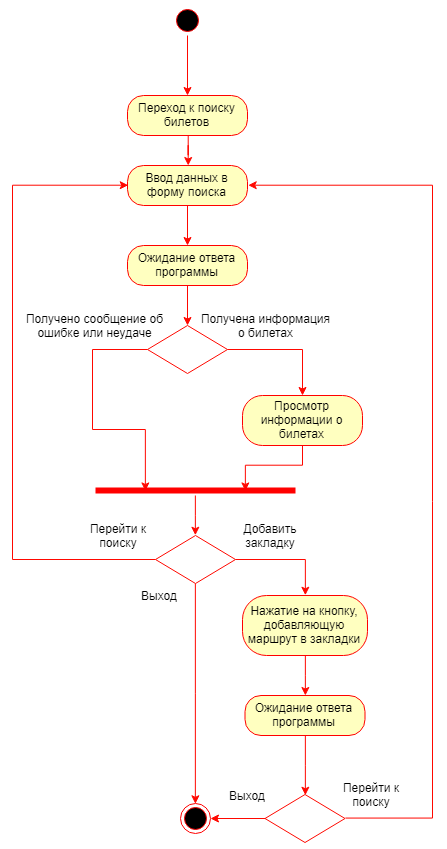 Переход к поиску
билетов
Ввод данных в
форму поиска
Ожидание ответа
программы
Получено сообщение об
ошибке или неудаче
Получена информация
о билетах
Просмотр
информации о
билетах
Перейти к
поиску
Добавить
закладку
Выход
Нажатие на кнопку,
добавляющую
маршрут в закладки
Ожидание ответа
программы
Выход
Перейти к
поиску